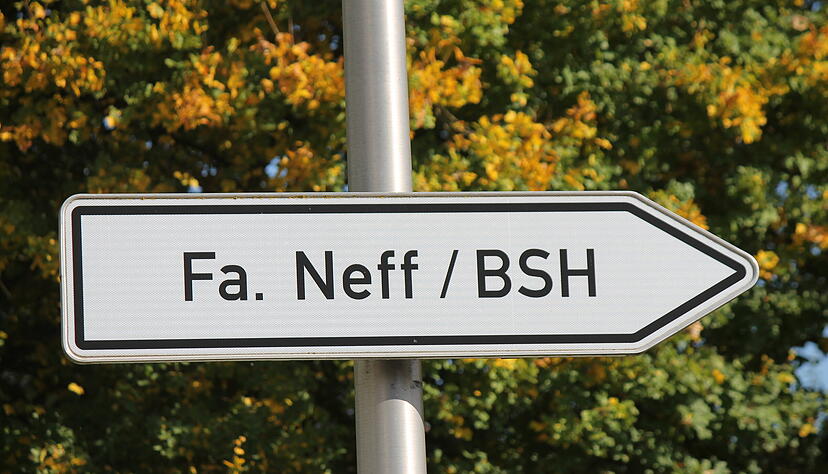 Fa. Neff / BSH